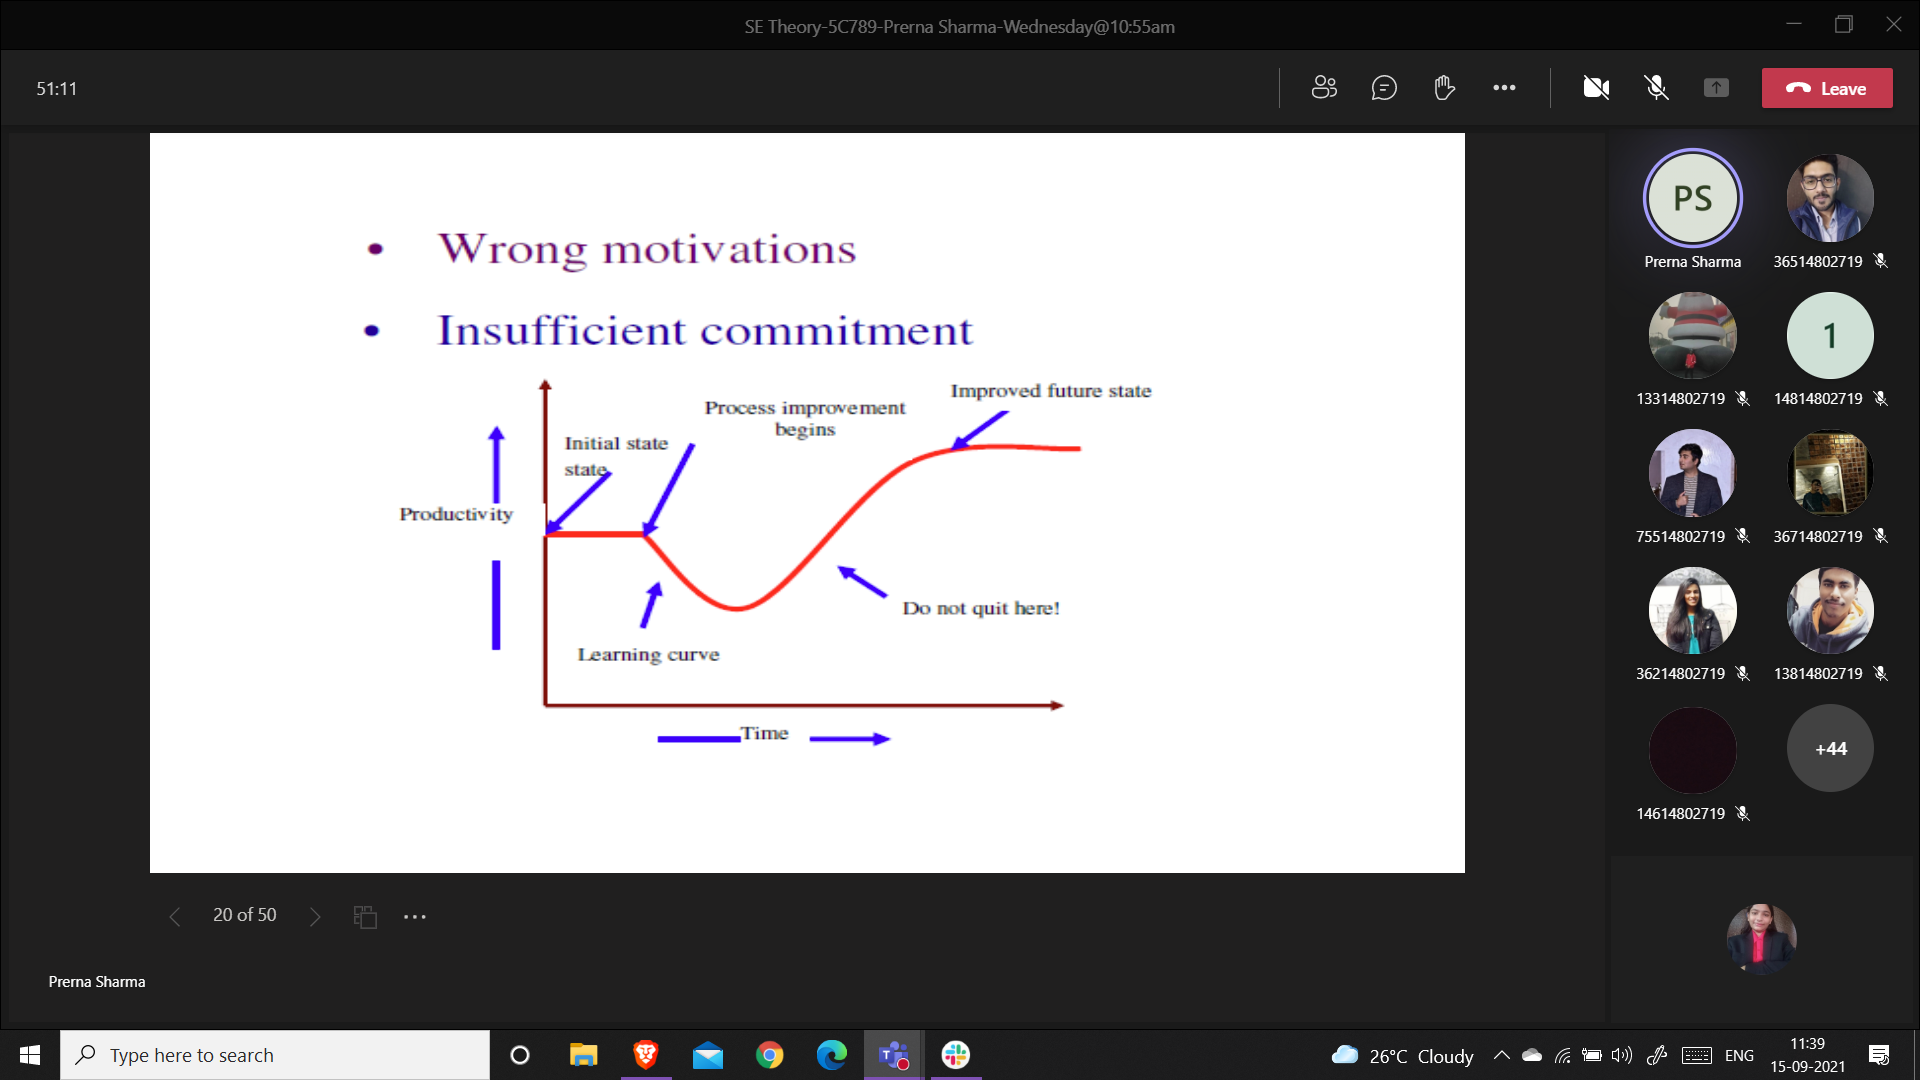 SE Theory-5C789-Prerna Sharma-Wednesday@10:55am
51:11
Leave
• Wrong motivations
• Insufficient commitment
Improved future state
Process improvement
begins
Initial state
state
Productivity
Do not quit here!
Learning curve
Time
PS
Prerna Sharma
36514802719
13314802719
1
14814802719
75514802719
36714802719
36214802719
13814802719
14614802719
+44
20 of 50
Prerna Sharma
Type here to search
26°C Cloudy
ENG
11:39
15-09-2021